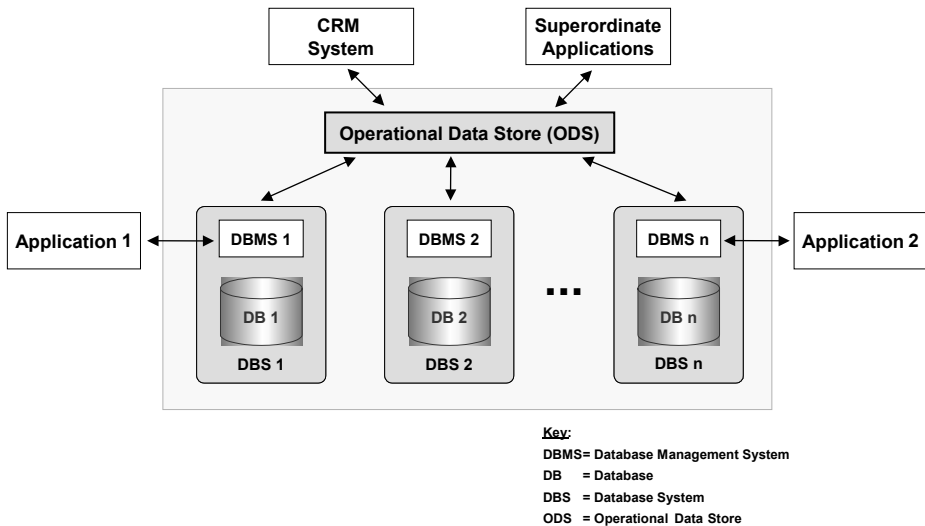 CRM
System
Superordinate
Applications
Operational Data Store (ODS)
Application 1
DBMS 1
DBMS 2
DBMS n
Application 2
...
DB 1
DB 2
DB n
DBS 1
DBS 2
DBS n
Key:
DBMS= Database Management System
DB = Database
DBS = Database System
ODS = Operational Data Store